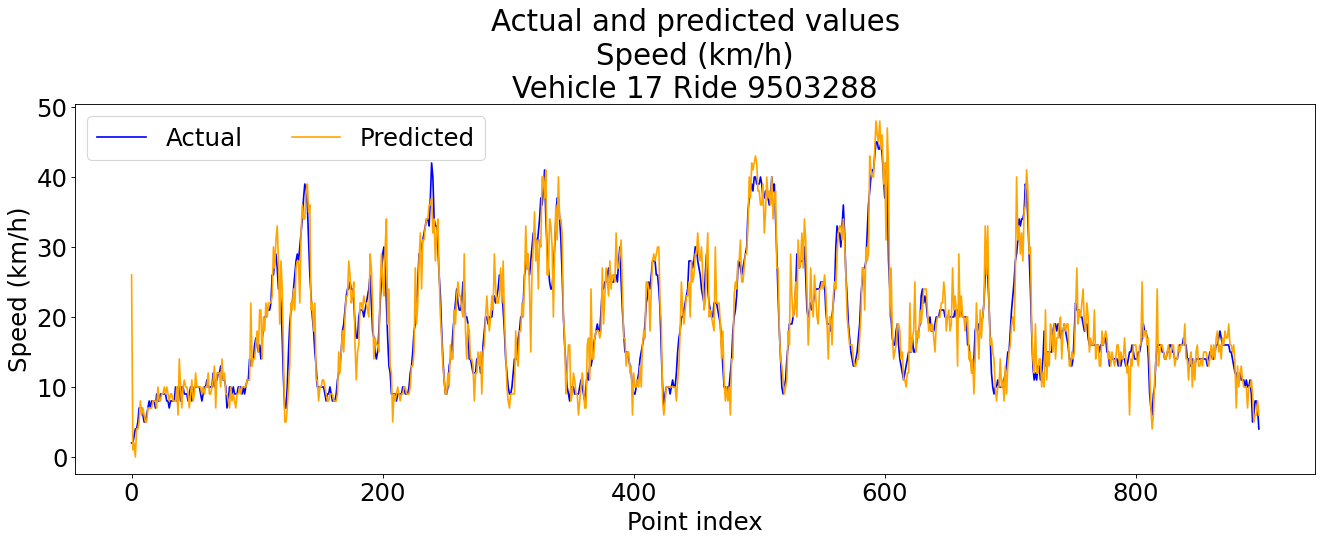 Actual and predicted values
Speed (km/h)
Vehicle 17 Ride 9503288
50
Actual
Predicted
40
30
20
10
0
Speed (km/h)
0
200
400
600
800
Point index